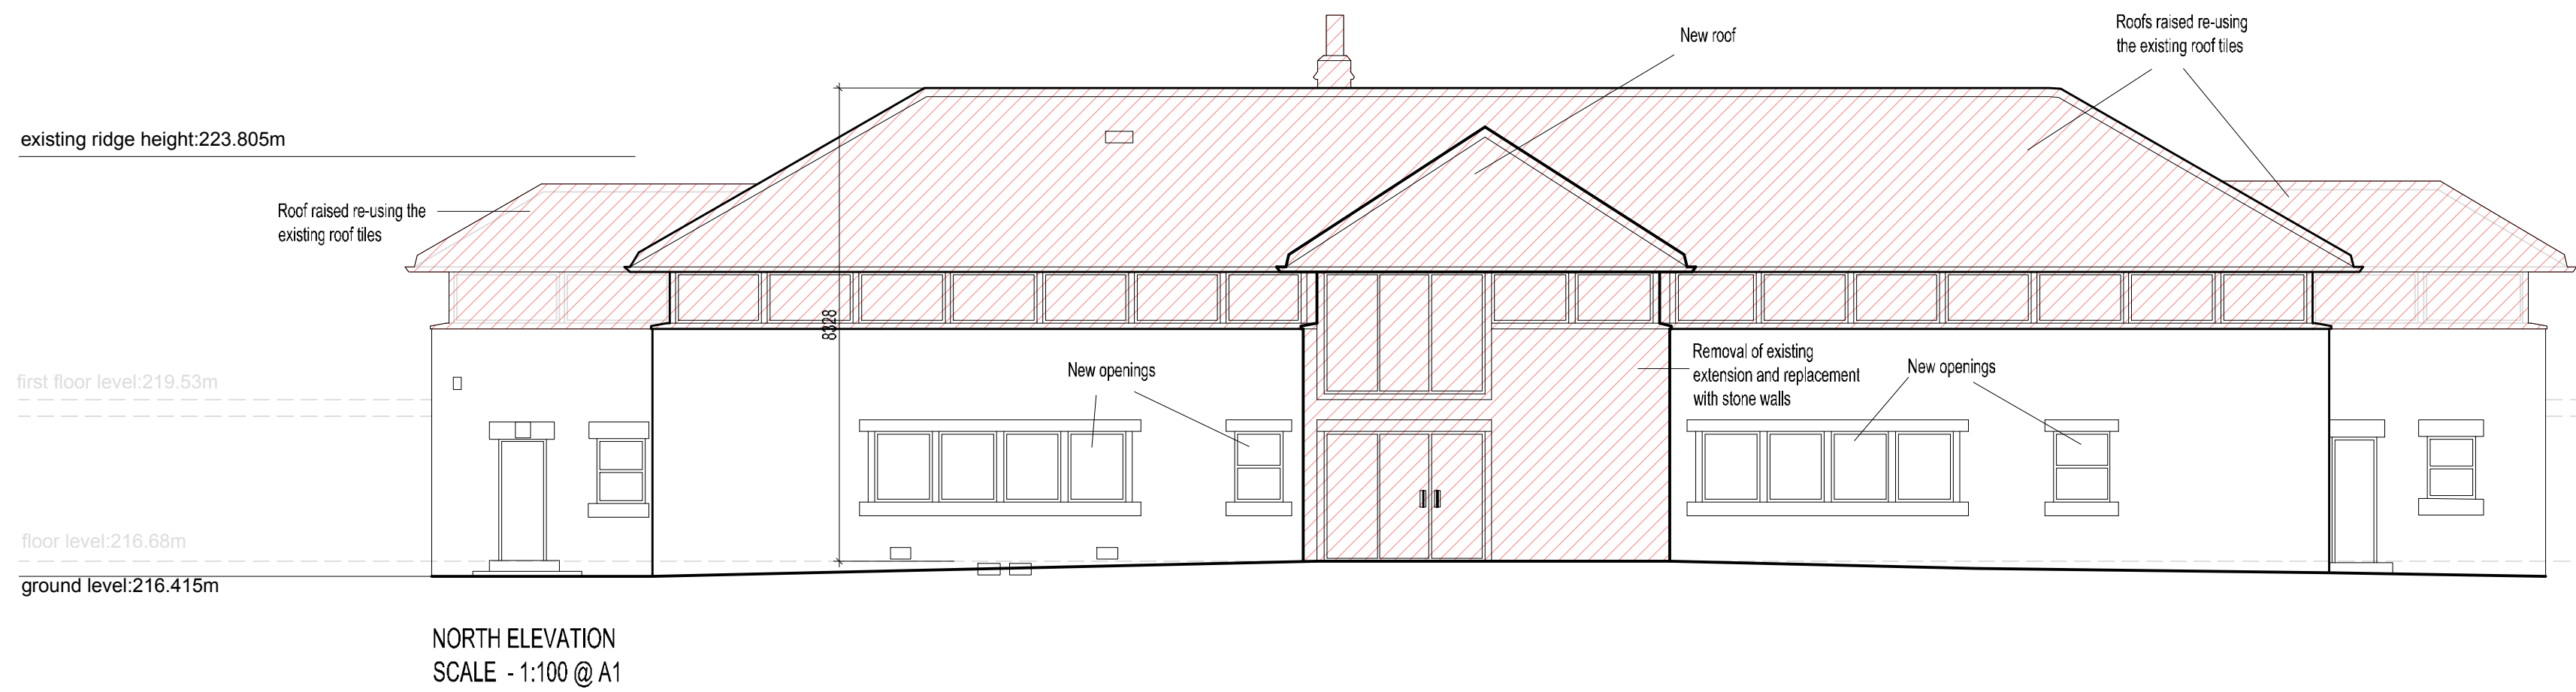 New roof
Roofs raised re-using
the existing roof tiles
existing ridge height:223.805m
Roof raised re-using the
existing roof tiles
8328
Removal of existing
extension and replacement
with stone walls
New openings
New openings
first floor level:219.53m
floor level:216.68m
ground level:216.415m
NORTH ELEVATION
SCALE - 1:100 @ A1